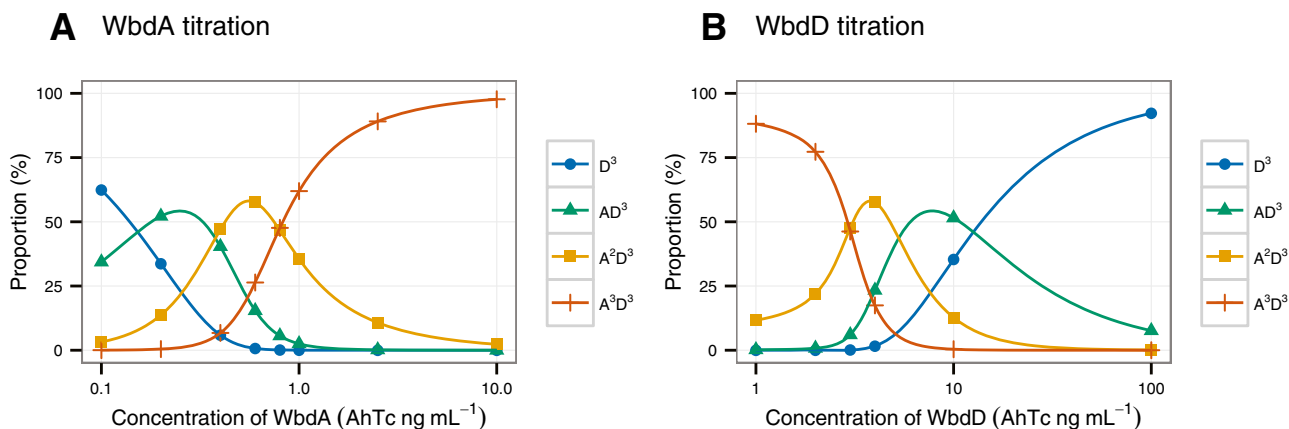 A WbdA titration
Proportion (%)
100
75
50
25
0
0.1 1.0 10.0
Concentration of WbdA (AhTc ng mL⁻¹)
D³
AD³
A²D³
A³D³
B WbdD titration
Proportion (%)
100
75
50
25
0
1 10 100
Concentration of WbdD (AhTc ng mL⁻¹)
D³
AD³
A²D³
A³D³